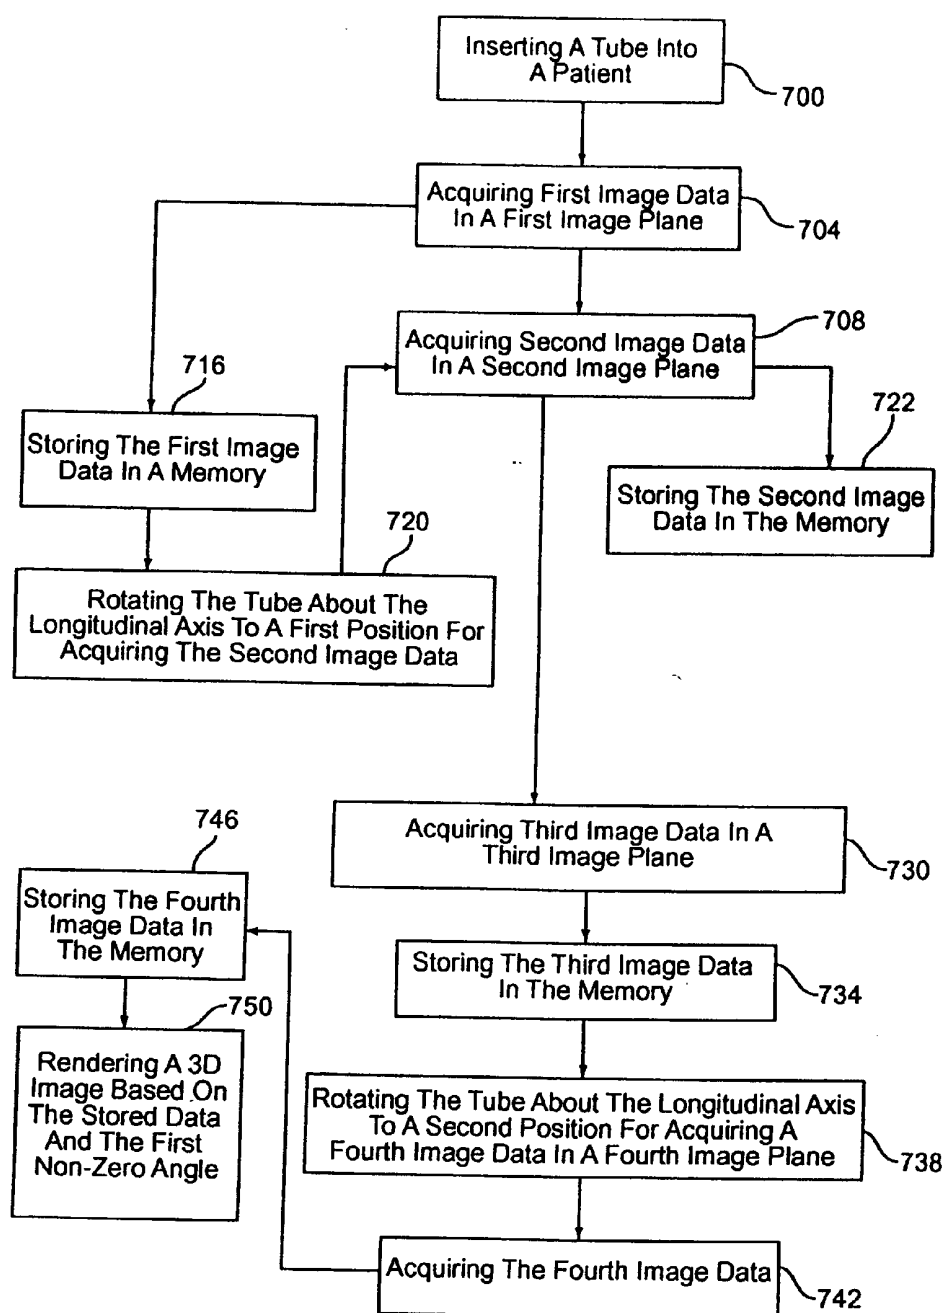 Inserting A Tube Into
A Patient
700
Acquiring First Image Data
In A First Image Plane
704
Acquiring Second Image Data
In A Second Image Plane
708
716
Storing The First Image
Data In A Memory
722
Storing The Second Image
Data In The Memory
720
Rotating The Tube About The
Longitudinal Axis To A First Position For
Acquiring The Second Image Data
Acquiring Third Image Data In A
Third Image Plane
730
746
Storing The Fourth
Image Data In
The Memory
Storing The Third Image Data
In The Memory
734
750
Rendering A 3D
Image Based On
The Stored Data
And The First
Non-Zero Angle
Rotating The Tube About The Longitudinal Axis
To A Second Position For Acquiring A
Fourth Image Data In A Fourth Image Plane
738
Acquiring The Fourth Image Data
742